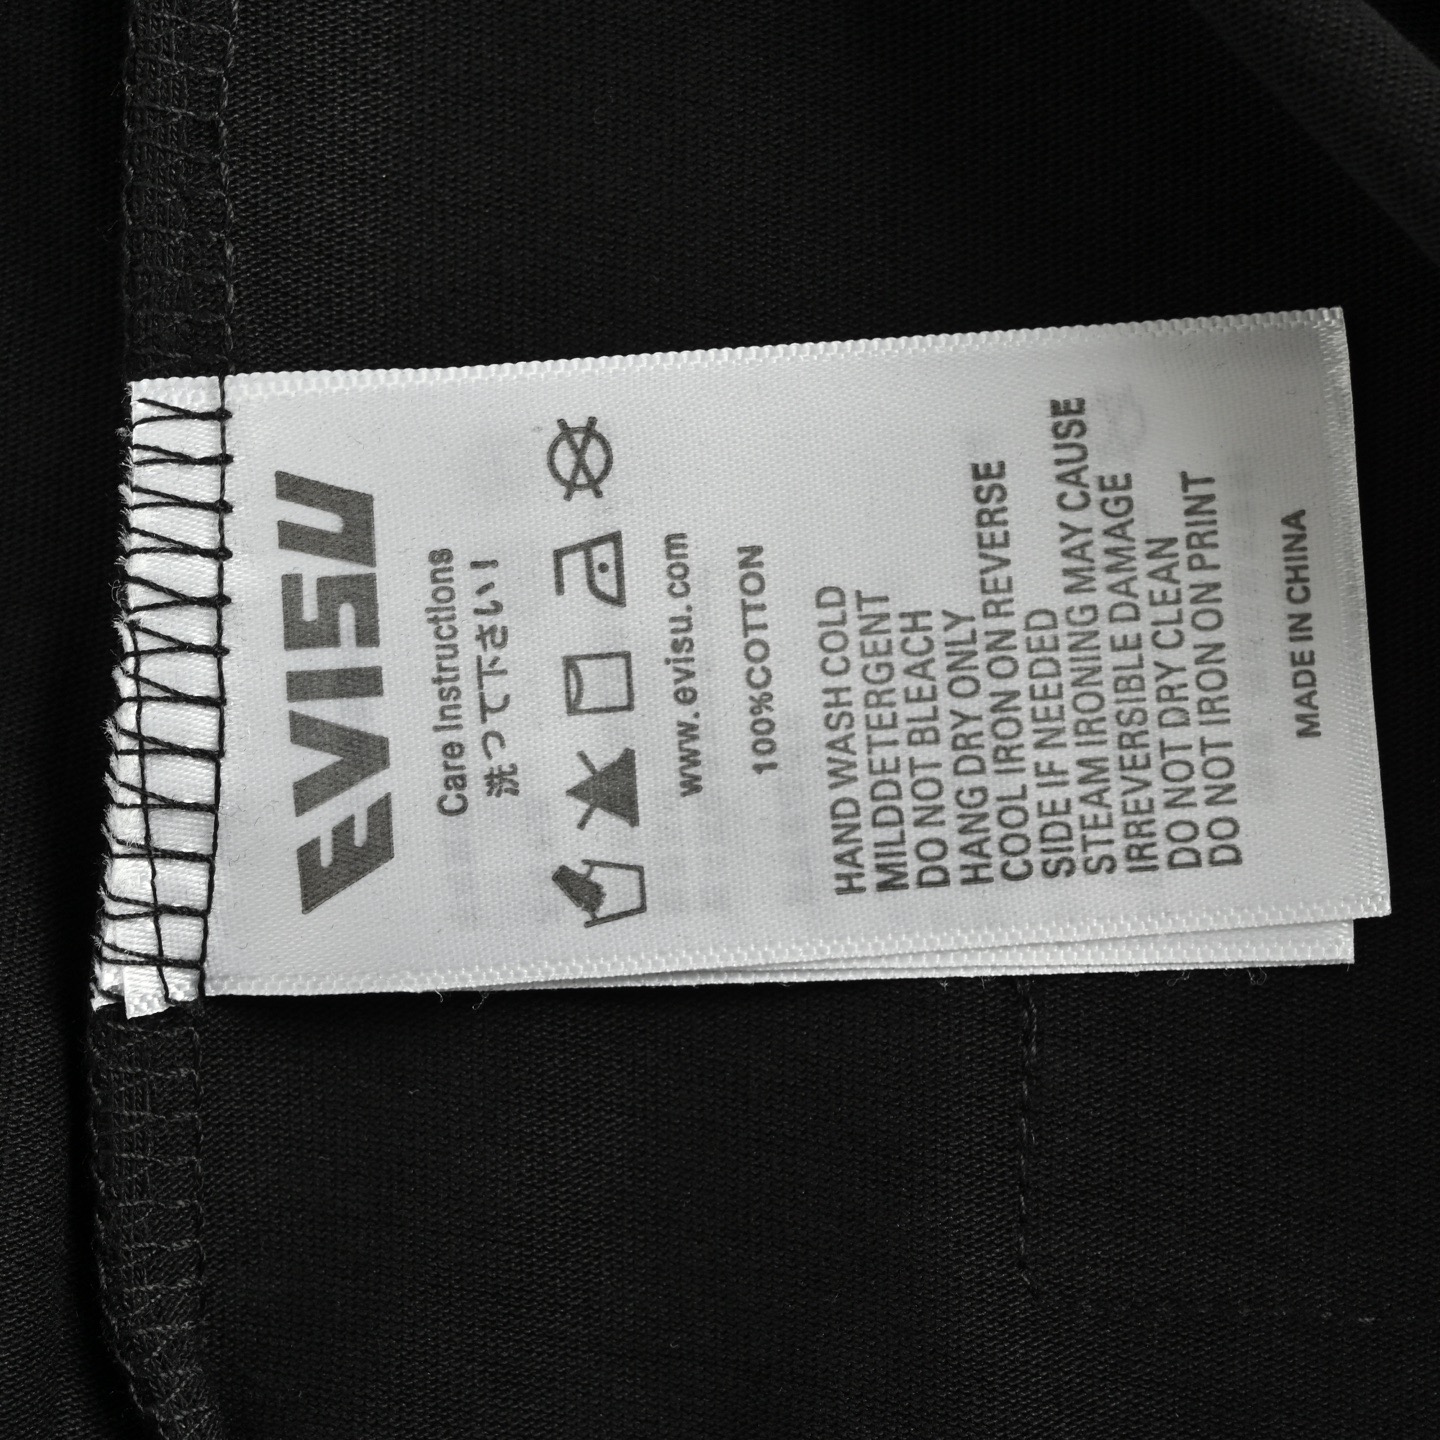 EVISU
Care Instructions
洗って下さい!
www.evisu.com
100%COTTON
HAND WASH COLD
MILDDETERGENT
DO NOT BLEACH
HANG DRY ONLY
COOL IRON ON REVERSE
SIDE IF NEEDED
STEAM IRONING MAY CAUSE
IRREVERSIBLE DAMAGE
DO NOT DRY CLEAN
DO NOT IRON ON PRINT
MADE IN CHINA